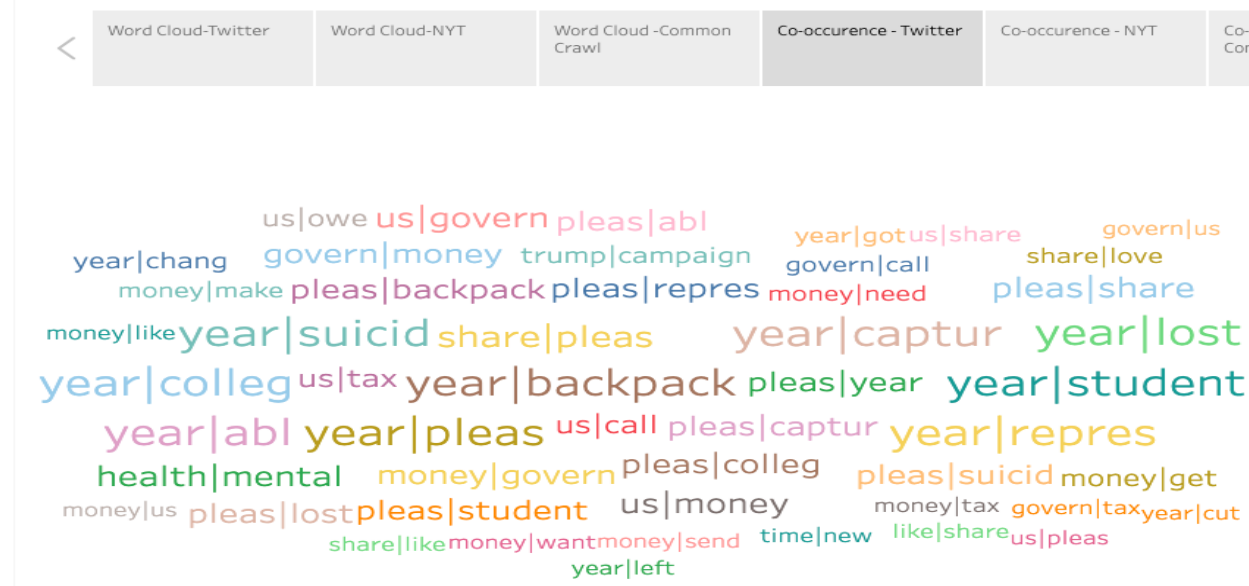 Word Cloud-Twitter
Word Cloud-NYT
Word Cloud -Common
Crawl
Co-occurence - Twitter
Co-occurence - NYT
Co-
Cor
us|owe us|govern pleas|abl
year|got us|share govern|us
year|chang govern|money trump|campaign govern|call share|love
money|make pleas|backpack pleas|repres money|need pleas|share
money|like year|suicid share|pleas year|captur year|lost
year|colleg us|tax year|backpack pleas|year year|student
year|abl year|pleas us|call pleas|captur year|repres
health|mental money|govern pleas|colleg pleas|suicid money|get
money|us pleas|lost pleas|student us|money money|tax govern|tax year|cut
share|like money|want money|send time|new like|share us|pleas
year|left